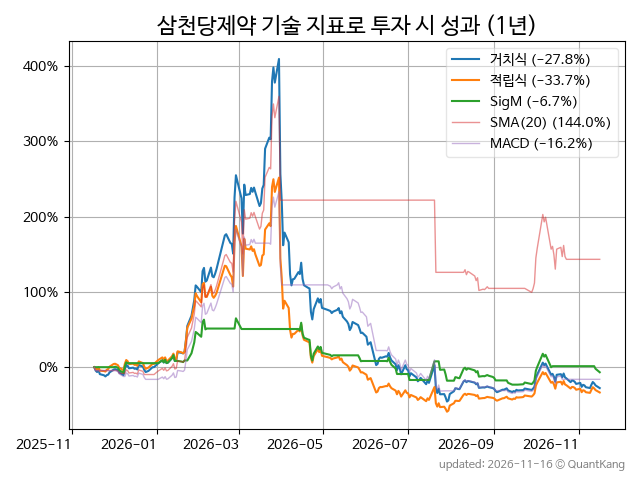 삼천당제약 기술 지표로 투자 시 성과 (1년)
400%
300%
200%
100%
0%
거치식 (-27.8%)
적립식 (-33.7%)
SigM (-6.7%)
SMA(20) (144.0%)
MACD (-16.2%)
2025-11
2026-01
2026-03
2026-05
2026-07
2026-09
2026-11
updated: 2026-11-16 © QuantKang